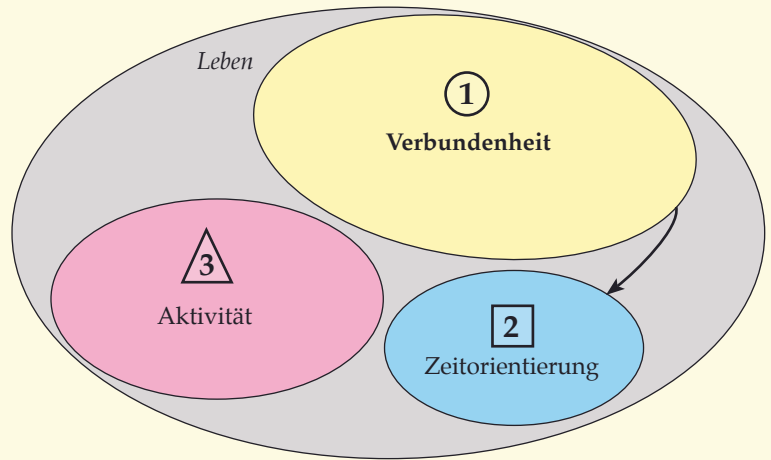 Leben
1
Verbundenheit
3
Aktivität
2
Zeitorientierung